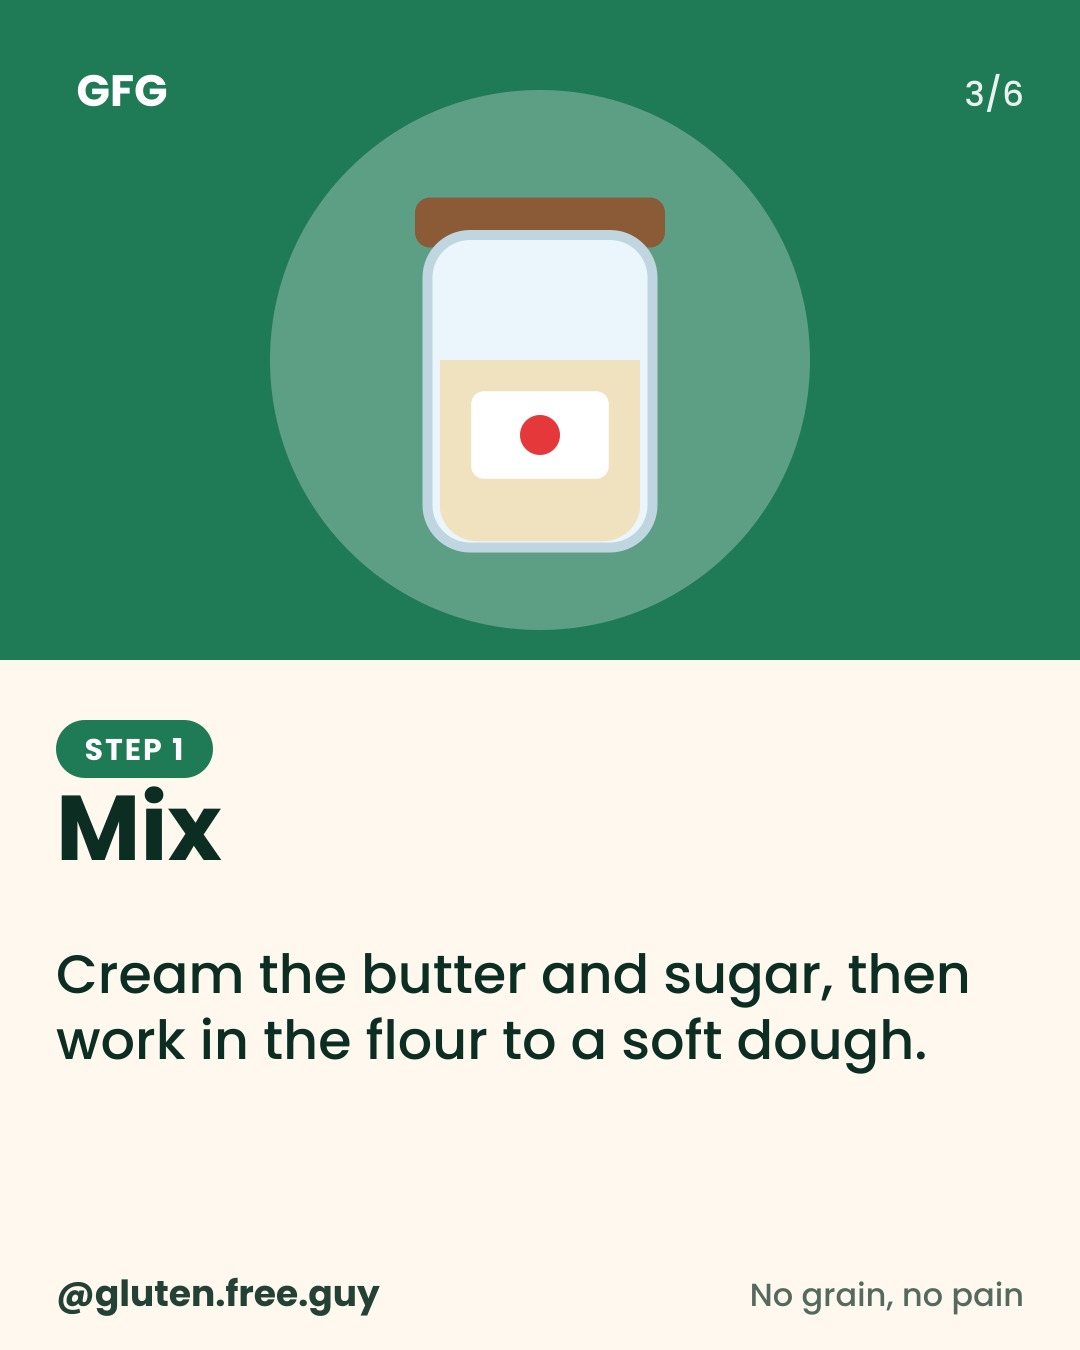 GFG
3/6
STEP 1
Mix
Cream the butter and sugar, then
work in the flour to a soft dough.
@gluten.free.guy
No grain, no pain